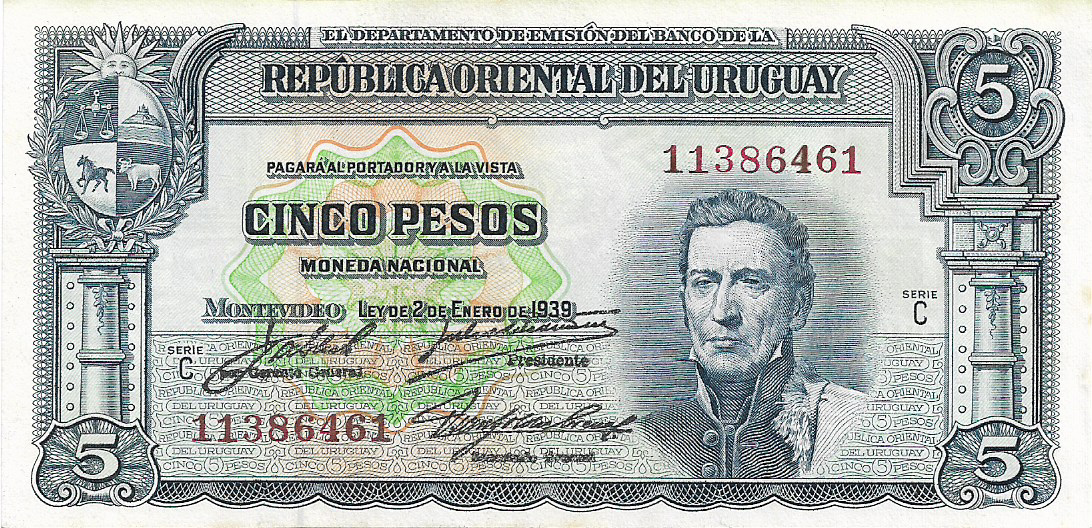 EL DEPARTAMENTO DE EMISIÓN DEL BANCO DE LA
REPÚBLICA ORIENTAL DEL URUGUAY
5
PAGARÁ AL PORTADOR Y A LA VISTA
11386461
CINCO PESOS
MONEDA NACIONAL
MONTEVIDEO LEY DE 2 DE ENERO DE 1939
SERIE
C
SERIE
C
Presidente
Gerente General
11386461
5
5